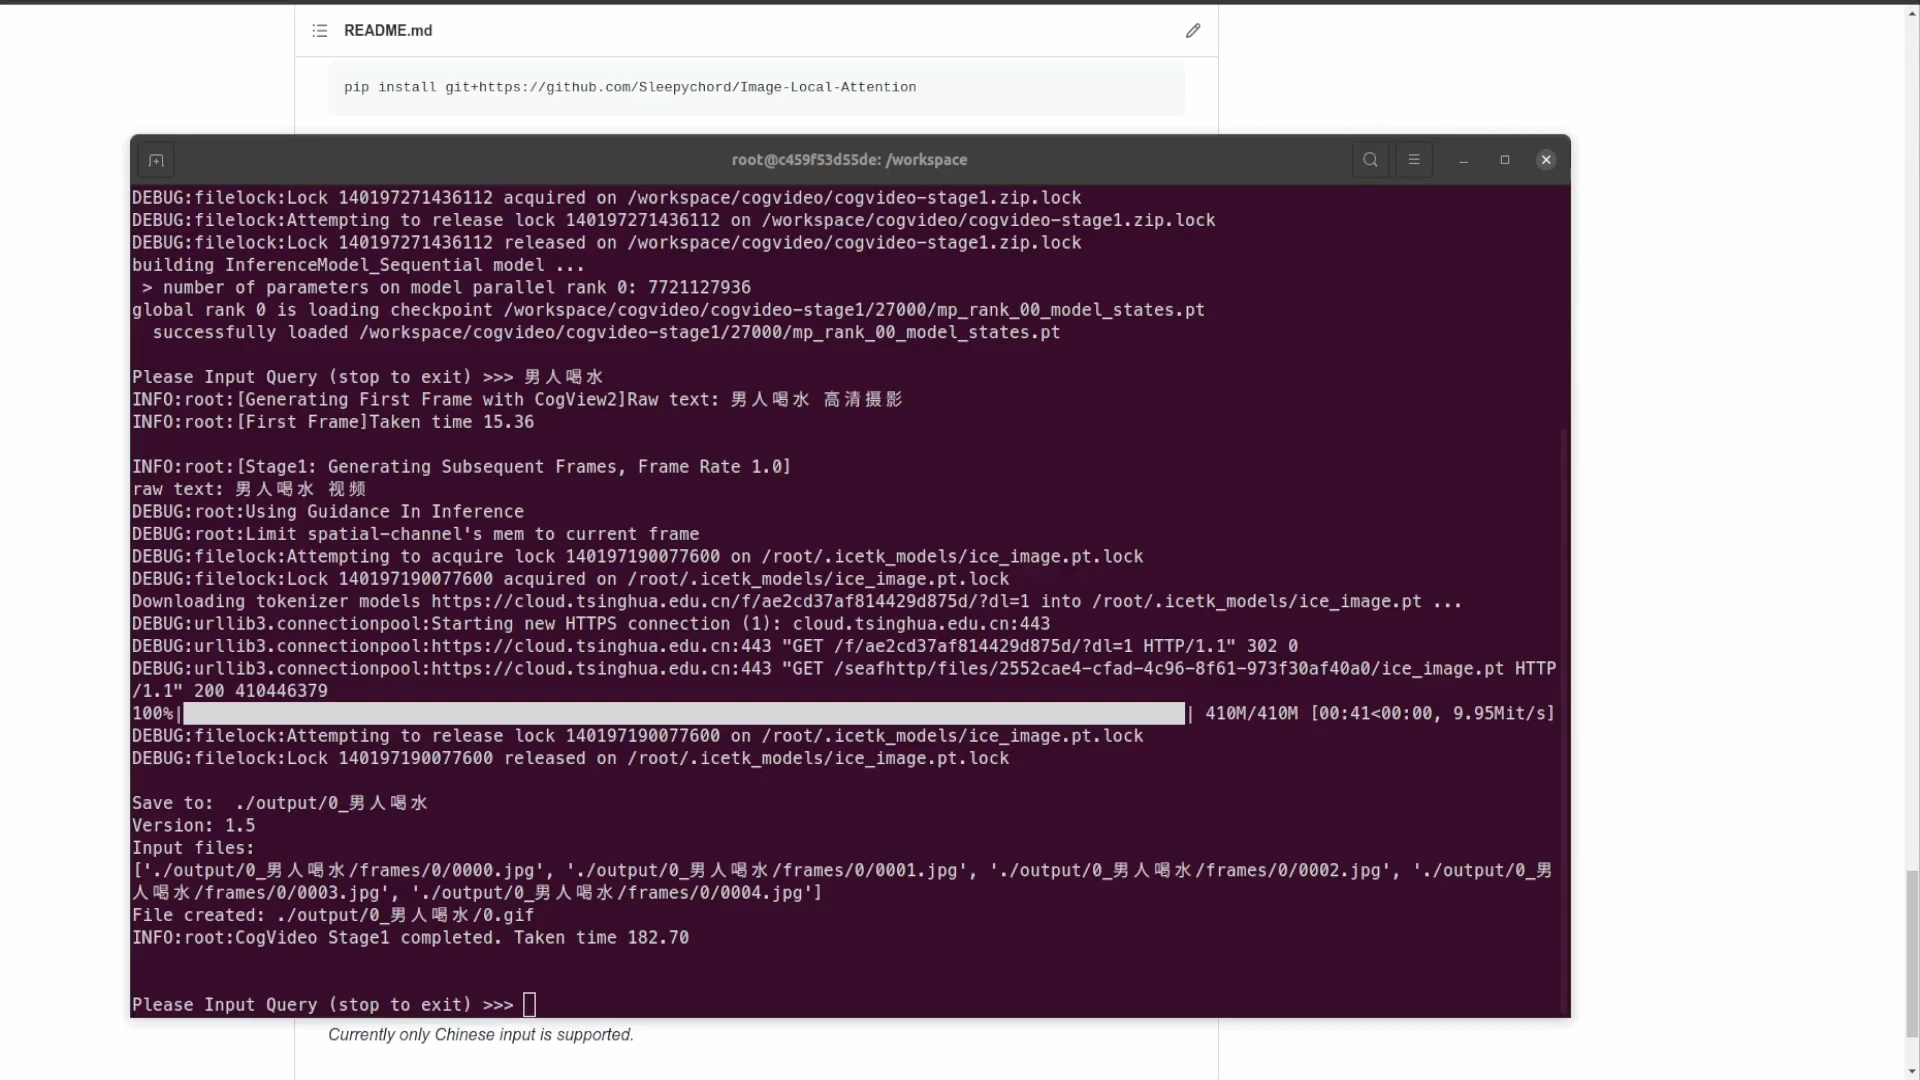 README.md
pip install git+https://github.com/Sleepychord/Image-Local-Attention
root@c459f53d55de: /workspace
DEBUG:filelock:Lock 140197271436112 acquired on /workspace/cogvideo/cogvideo-stage1.zip.lock
DEBUG:filelock:Attempting to release lock 140197271436112 on /workspace/cogvideo/cogvideo-stage1.zip.lock
DEBUG:filelock:Lock 140197271436112 released on /workspace/cogvideo/cogvideo-stage1.zip.lock
building InferenceModel_Sequential model ...
 > number of parameters on model parallel rank 0: 7721127936
global rank 0 is loading checkpoint /workspace/cogvideo/cogvideo-stage1/27000/mp_rank_00_model_states.pt
  successfully loaded /workspace/cogvideo/cogvideo-stage1/27000/mp_rank_00_model_states.pt
Please Input Query (stop to exit) >>> 男人喝水
INFO:root:[Generating First Frame with CogView2]Raw text: 男人喝水 高清摄影
INFO:root:[First Frame]Taken time 15.36
INFO:root:[Stage1: Generating Subsequent Frames, Frame Rate 1.0]
raw text: 男人喝水 视频
DEBUG:root:Using Guidance In Inference
DEBUG:root:Limit spatial-channel's mem to current frame
DEBUG:filelock:Attempting to acquire lock 140197190077600 on /root/.icetk_models/ice_image.pt.lock
DEBUG:filelock:Lock 140197190077600 acquired on /root/.icetk_models/ice_image.pt.lock
Downloading tokenizer models https://cloud.tsinghua.edu.cn/f/ae2cd37af814429d875d/?dl=1 into /root/.icetk_models/ice_image.pt ...
DEBUG:urllib3.connectionpool:Starting new HTTPS connection (1): cloud.tsinghua.edu.cn:443
DEBUG:urllib3.connectionpool:https://cloud.tsinghua.edu.cn:443 "GET /f/ae2cd37af814429d875d/?dl=1 HTTP/1.1" 302 0
DEBUG:urllib3.connectionpool:https://cloud.tsinghua.edu.cn:443 "GET /seafhttp/files/2552cae4-cfad-4c96-8f61-973f30af40a0/ice_image.pt HTTP
/1.1" 200 410446379
100%| | 410M/410M [00:41<00:00, 9.95Mit/s]
DEBUG:filelock:Attempting to release lock 140197190077600 on /root/.icetk_models/ice_image.pt.lock
DEBUG:filelock:Lock 140197190077600 released on /root/.icetk_models/ice_image.pt.lock
Save to:  ./output/0_男人喝水
Version: 1.5
Input files:
['./output/0_男人喝水/frames/0/0000.jpg', './output/0_男人喝水/frames/0/0001.jpg', './output/0_男人喝水/frames/0/0002.jpg', './output/0_男
人喝水/frames/0/0003.jpg', './output/0_男人喝水/frames/0/0004.jpg']
File created: ./output/0_男人喝水/0.gif
INFO:root:CogVideo Stage1 completed. Taken time 182.70
Please Input Query (stop to exit) >>>
Currently only Chinese input is supported.